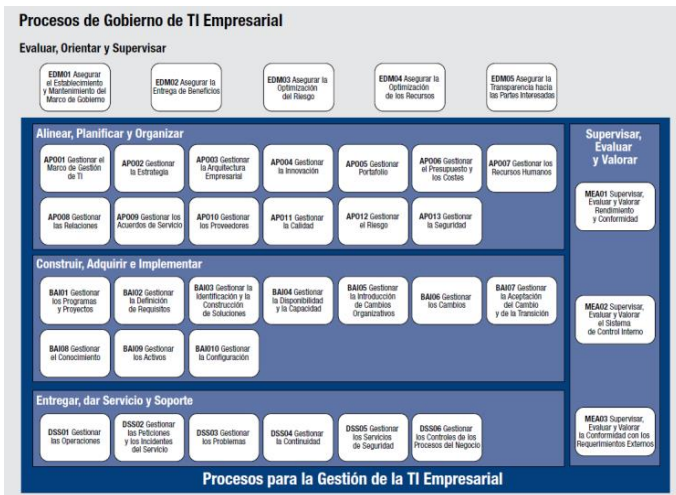 Procesos de Gobierno de TI Empresarial
Evaluar, Orientar y Supervisar
EDM01 Asegurar
el Establecimiento
y Mantenimiento del
Marco de Gobierno
EDM02 Asegurar la
Entrega de Beneficios
EDM03 Asegurar la
Optimización
del Riesgo
EDM04 Asegurar la
Optimización
de los Recursos
EDM05 Asegurar la
Transparencia hacia
las Partes Interesadas
Alinear, Planificar y Organizar
APO01 Gestionar el
Marco de Gestión
de TI
APO02 Gestionar
la Estrategia
APO03 Gestionar
la Arquitectura
Empresarial
APO04 Gestionar
la Innovación
APO05 Gestionar
Portafolio
APO06 Gestionar
el Presupuesto y
los Costes
APO07 Gestionar los
Recursos Humanos
APO08 Gestionar
las Relaciones
APO09 Gestionar los
Acuerdos de Servicio
APO10 Gestionar
los Proveedores
APO11 Gestionar
la Calidad
APO12 Gestionar
el Riesgo
APO13 Gestionar
la Seguridad
Construir, Adquirir e Implementar
BAI01 Gestionar
los Programas
y Proyectos
BAI02 Gestionar
la Definición
de Requisitos
BAI03 Gestionar la
Identificación y la
Construcción
de Soluciones
BAI04 Gestionar
la Disponibilidad
y la Capacidad
BAI05 Gestionar
la Introducción
de Cambios
Organizativos
BAI06 Gestionar
los Cambios
BAI07 Gestionar
la Aceptación
del Cambio
y de la Transición
BAI08 Gestionar
el Conocimiento
BAI09 Gestionar
los Activos
BAI010 Gestionar
la Configuración
Entregar, dar Servicio y Soporte
DSS01 Gestionar
las Operaciones
DSS02 Gestionar
las Peticiones
y los Incidentes
del Servicio
DSS03 Gestionar
los Problemas
DSS04 Gestionar
la Continuidad
DSS05 Gestionar
los Servicios
de Seguridad
DSS06 Gestionar
los Controles de los
Procesos del Negocio
Supervisar,
Evaluar
y Valorar
MEA01 Supervisar,
Evaluar y Valorar
Rendimiento
y Conformidad
MEA02 Supervisar,
Evaluar y Valorar
el Sistema
de Control Interno
MEA03 Supervisar,
Evaluar y Valorar
la Conformidad con los
Requerimientos Externos
Procesos para la Gestión de la TI Empresarial